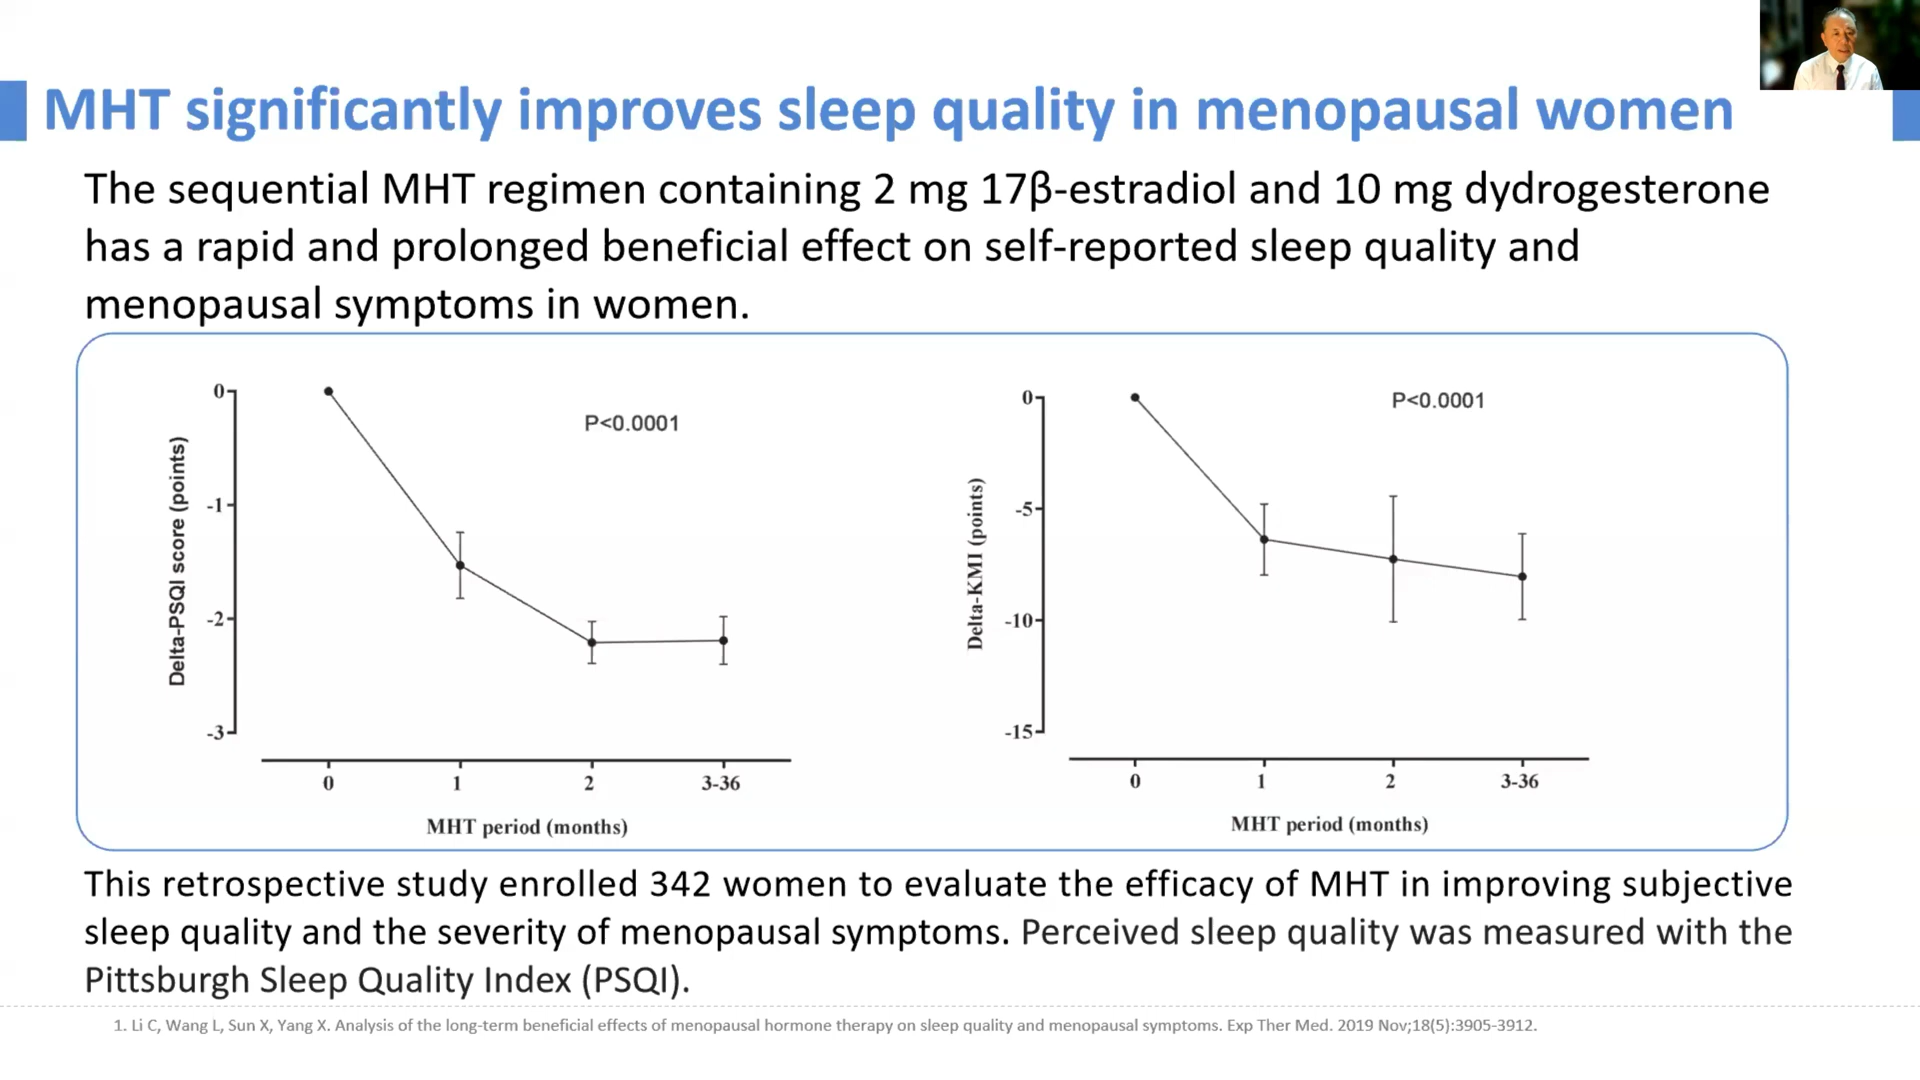 MHT significantly improves sleep quality in menopausal women
The sequential MHT regimen containing 2 mg 17β-estradiol and 10 mg dydrogesterone
has a rapid and prolonged beneficial effect on self-reported sleep quality and
menopausal symptoms in women.
Delta-PSQI score (points)
0
-1
-2
-3
P<0.0001
0 1 2 3-36
MHT period (months)
Delta-KMI (points)
0
-5
-10
-15
P<0.0001
0 1 2 3-36
MHT period (months)
This retrospective study enrolled 342 women to evaluate the efficacy of MHT in improving subjective
sleep quality and the severity of menopausal symptoms. Perceived sleep quality was measured with the
Pittsburgh Sleep Quality Index (PSQI).
1. Li C, Wang L, Sun X, Yang X. Analysis of the long-term beneficial effects of menopausal hormone therapy on sleep quality and menopausal symptoms. Exp Ther Med. 2019 Nov;18(5):3905-3912.